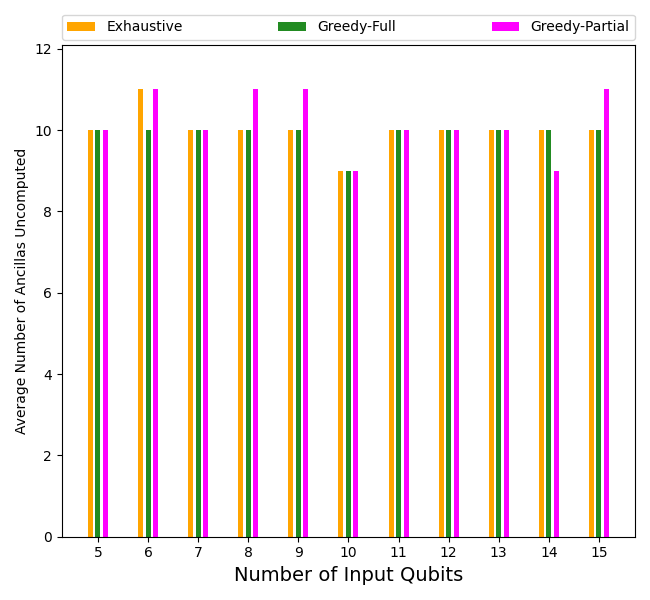 Exhaustive Greedy-Full Greedy-Partial
12
10
8
6
4
2
0
Average Number of Ancillas Uncomputed
5 6 7 8 9 10 11 12 13 14 15
Number of Input Qubits